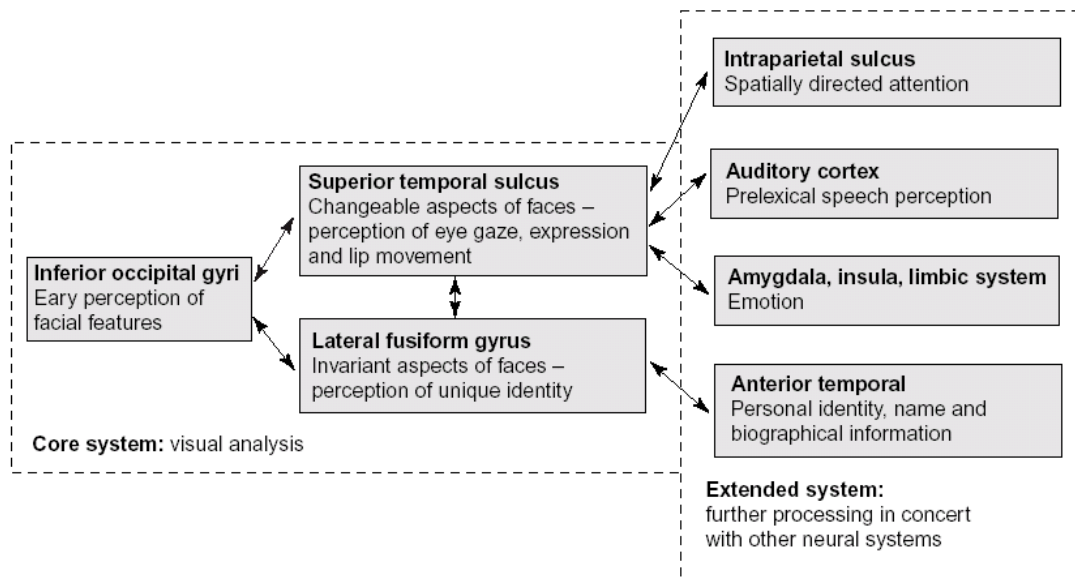 Intraparietal sulcus
Spatially directed attention
Auditory cortex
Prelexical speech perception
Superior temporal sulcus
Changeable aspects of faces –
perception of eye gaze, expression
and lip movement
Inferior occipital gyri
Eary perception of
facial features
Amygdala, insula, limbic system
Emotion
Lateral fusiform gyrus
Invariant aspects of faces –
perception of unique identity
Anterior temporal
Personal identity, name and
biographical information
Core system: visual analysis
Extended system:
further processing in concert
with other neural systems